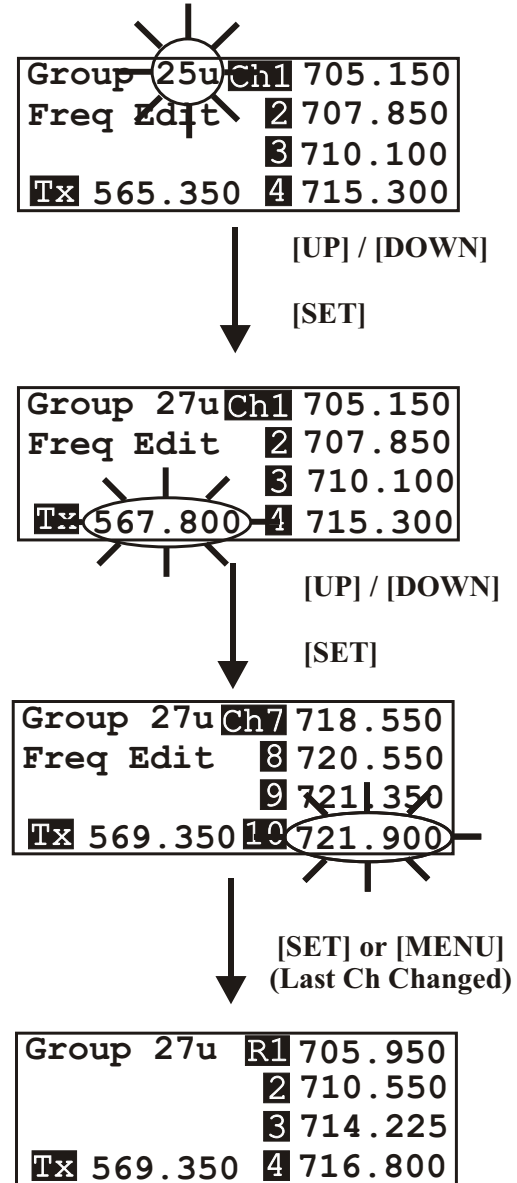 Group 25u Ch1 705.150
Freq Edit 2 707.850
3 710.100
Tx 565.350 4 715.300
[UP] / [DOWN]
[SET]
Group 27u Ch1 705.150
Freq Edit 2 707.850
3 710.100
Tx 567.800 4 715.300
[UP] / [DOWN]
[SET]
Group 27u Ch7 718.550
Freq Edit 8 720.550
9 721.350
Tx 569.350 10 721.900
[SET] or [MENU]
(Last Ch Changed)
Group 27u R1 705.950
2 710.550
3 714.225
Tx 569.350 4 716.800